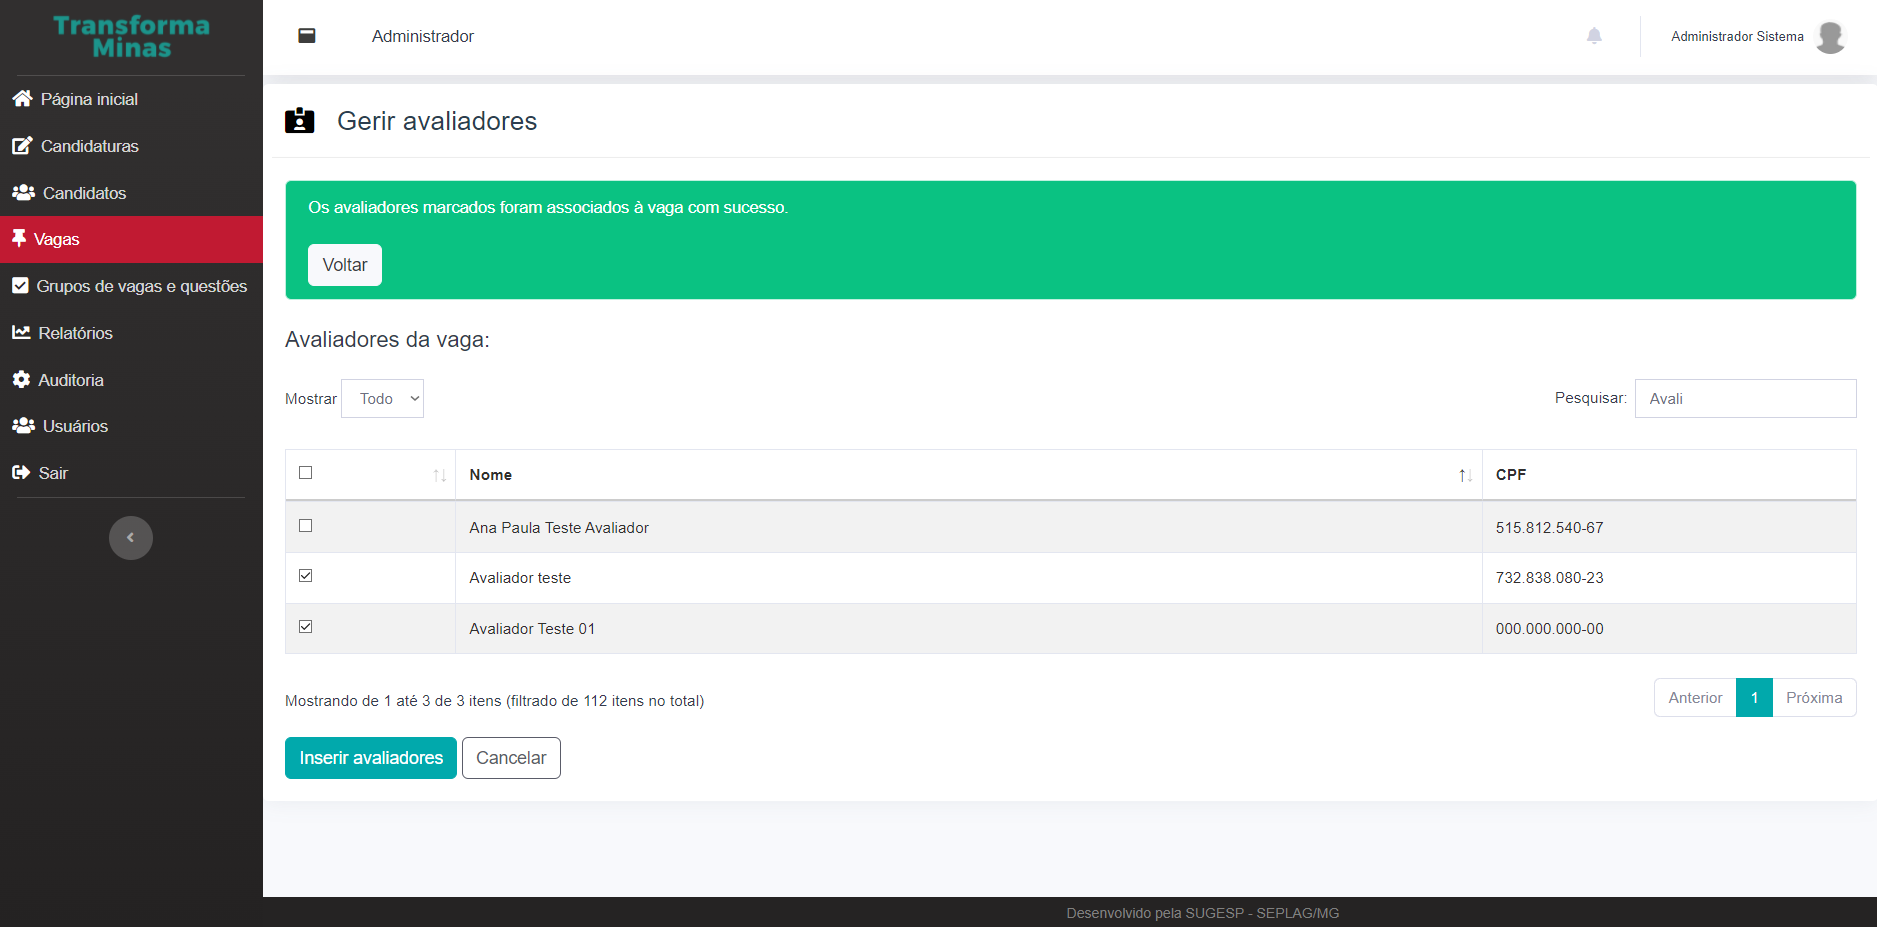 Transforma
Minas
Página inicial
Candidaturas
Candidatos
Vagas
Grupos de vagas e questões
Relatórios
Auditoria
Usuários
Sair
Administrador
Administrador Sistema
Gerir avaliadores
Os avaliadores marcados foram associados à vaga com sucesso.
Voltar
Avaliadores da vaga:
Mostrar Todo
Pesquisar: Avali
Nome CPF
Ana Paula Teste Avaliador 515.812.540-67
Avaliador teste 732.838.080-23
Avaliador Teste 01 000.000.000-00
Mostrando de 1 até 3 de 3 itens (filtrado de 112 itens no total)
Anterior 1 Próxima
Inserir avaliadores Cancelar
Desenvolvido pela SUGESP - SEPLAG/MG